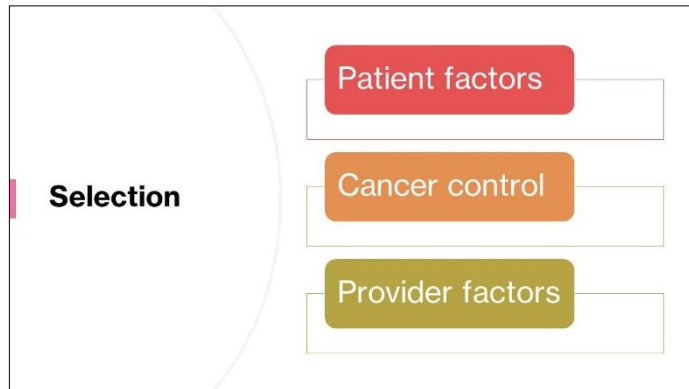 Selection
Patient factors
Cancer control
Provider factors